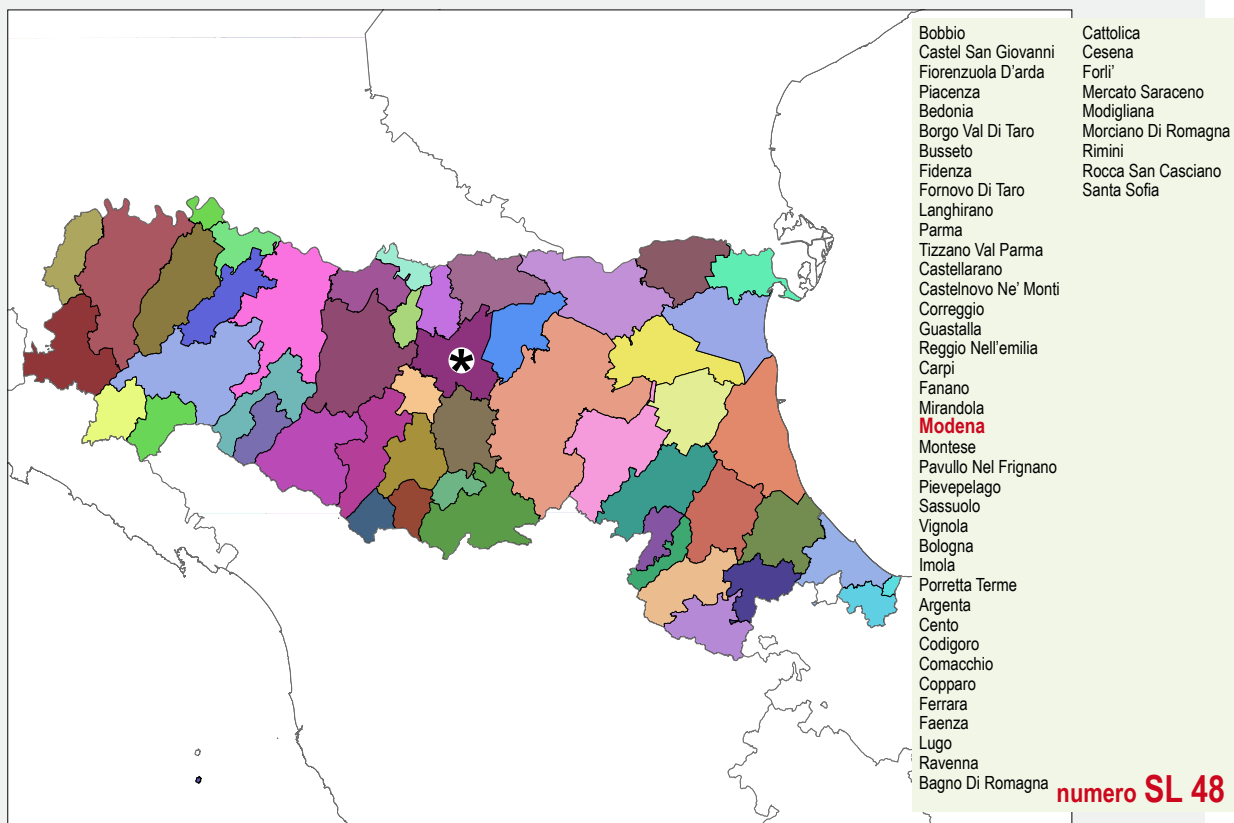 Bobbio
Castel San Giovanni
Fiorenzuola D'arda
Piacenza
Bedonia
Borgo Val Di Taro
Busseto
Fidenza
Fornovo Di Taro
Langhirano
Parma
Tizzano Val Parma
Castellarano
Castelnovo Ne' Monti
Correggio
Guastalla
Reggio Nell'emilia
Carpi
Fanano
Mirandola
Modena
Montese
Pavullo Nel Frignano
Pievepelago
Sassuolo
Vignola
Bologna
Imola
Porretta Terme
Argenta
Cento
Codigoro
Comacchio
Copparo
Ferrara
Faenza
Lugo
Ravenna
Bagno Di Romagna
Cattolica
Cesena
Forli'
Mercato Saraceno
Modigliana
Morciano Di Romagna
Rimini
Rocca San Casciano
Santa Sofia
numero SL 48